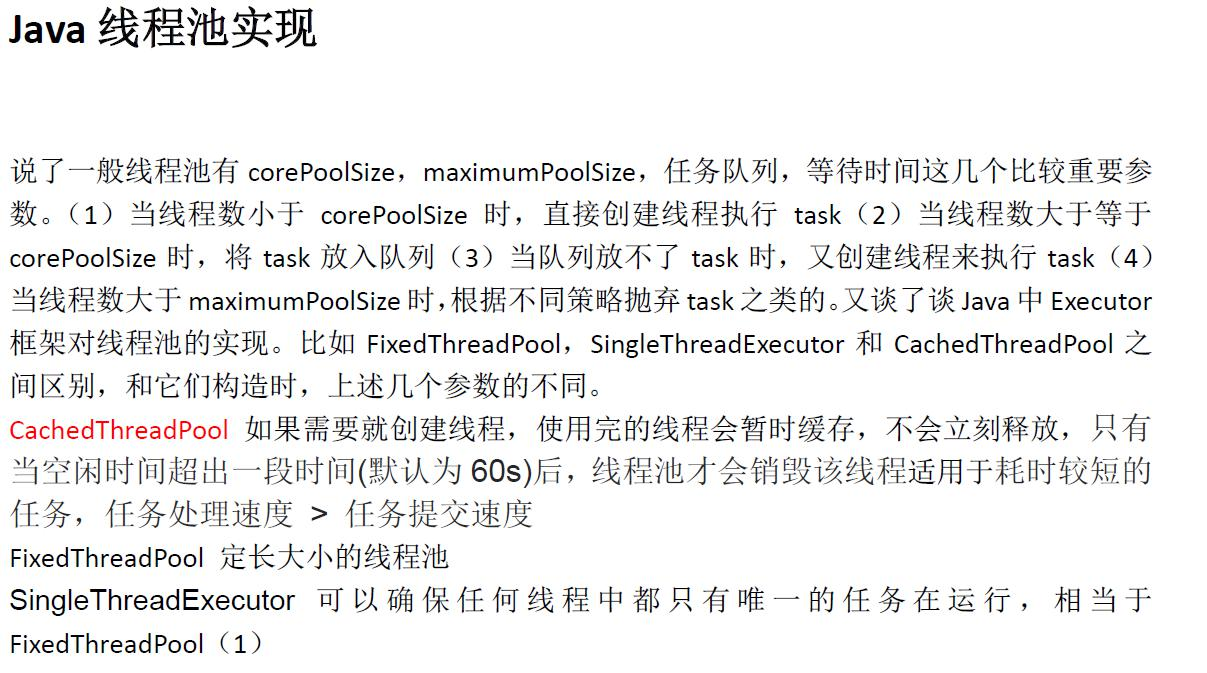 Java 线程池实现
说了一般线程池有 corePoolSize，maximumPoolSize，任务队列，等待时间这几个比较重要参
数。（1）当线程数小于 corePoolSize 时，直接创建线程执行 task（2）当线程数大于等于
corePoolSize 时，将 task 放入队列（3）当队列放不了 task 时，又创建线程来执行 task（4）
当线程数大于 maximumPoolSize 时，根据不同策略抛弃 task 之类的。又谈了谈 Java 中 Executor
框架对线程池的实现。比如 FixedThreadPool，SingleThreadExecutor 和 CachedThreadPool 之
间区别，和它们构造时，上述几个参数的不同。
CachedThreadPool 如果需要就创建线程，使用完的线程会暂时缓存，不会立刻释放，只有
当空闲时间超出一段时间(默认为 60s)后，线程池才会销毁该线程适用于耗时较短的
任务，任务处理速度 > 任务提交速度
FixedThreadPool 定长大小的线程池
SingleThreadExecutor 可以确保任何线程中都只有唯一的任务在运行，相当于
FixedThreadPool（1）